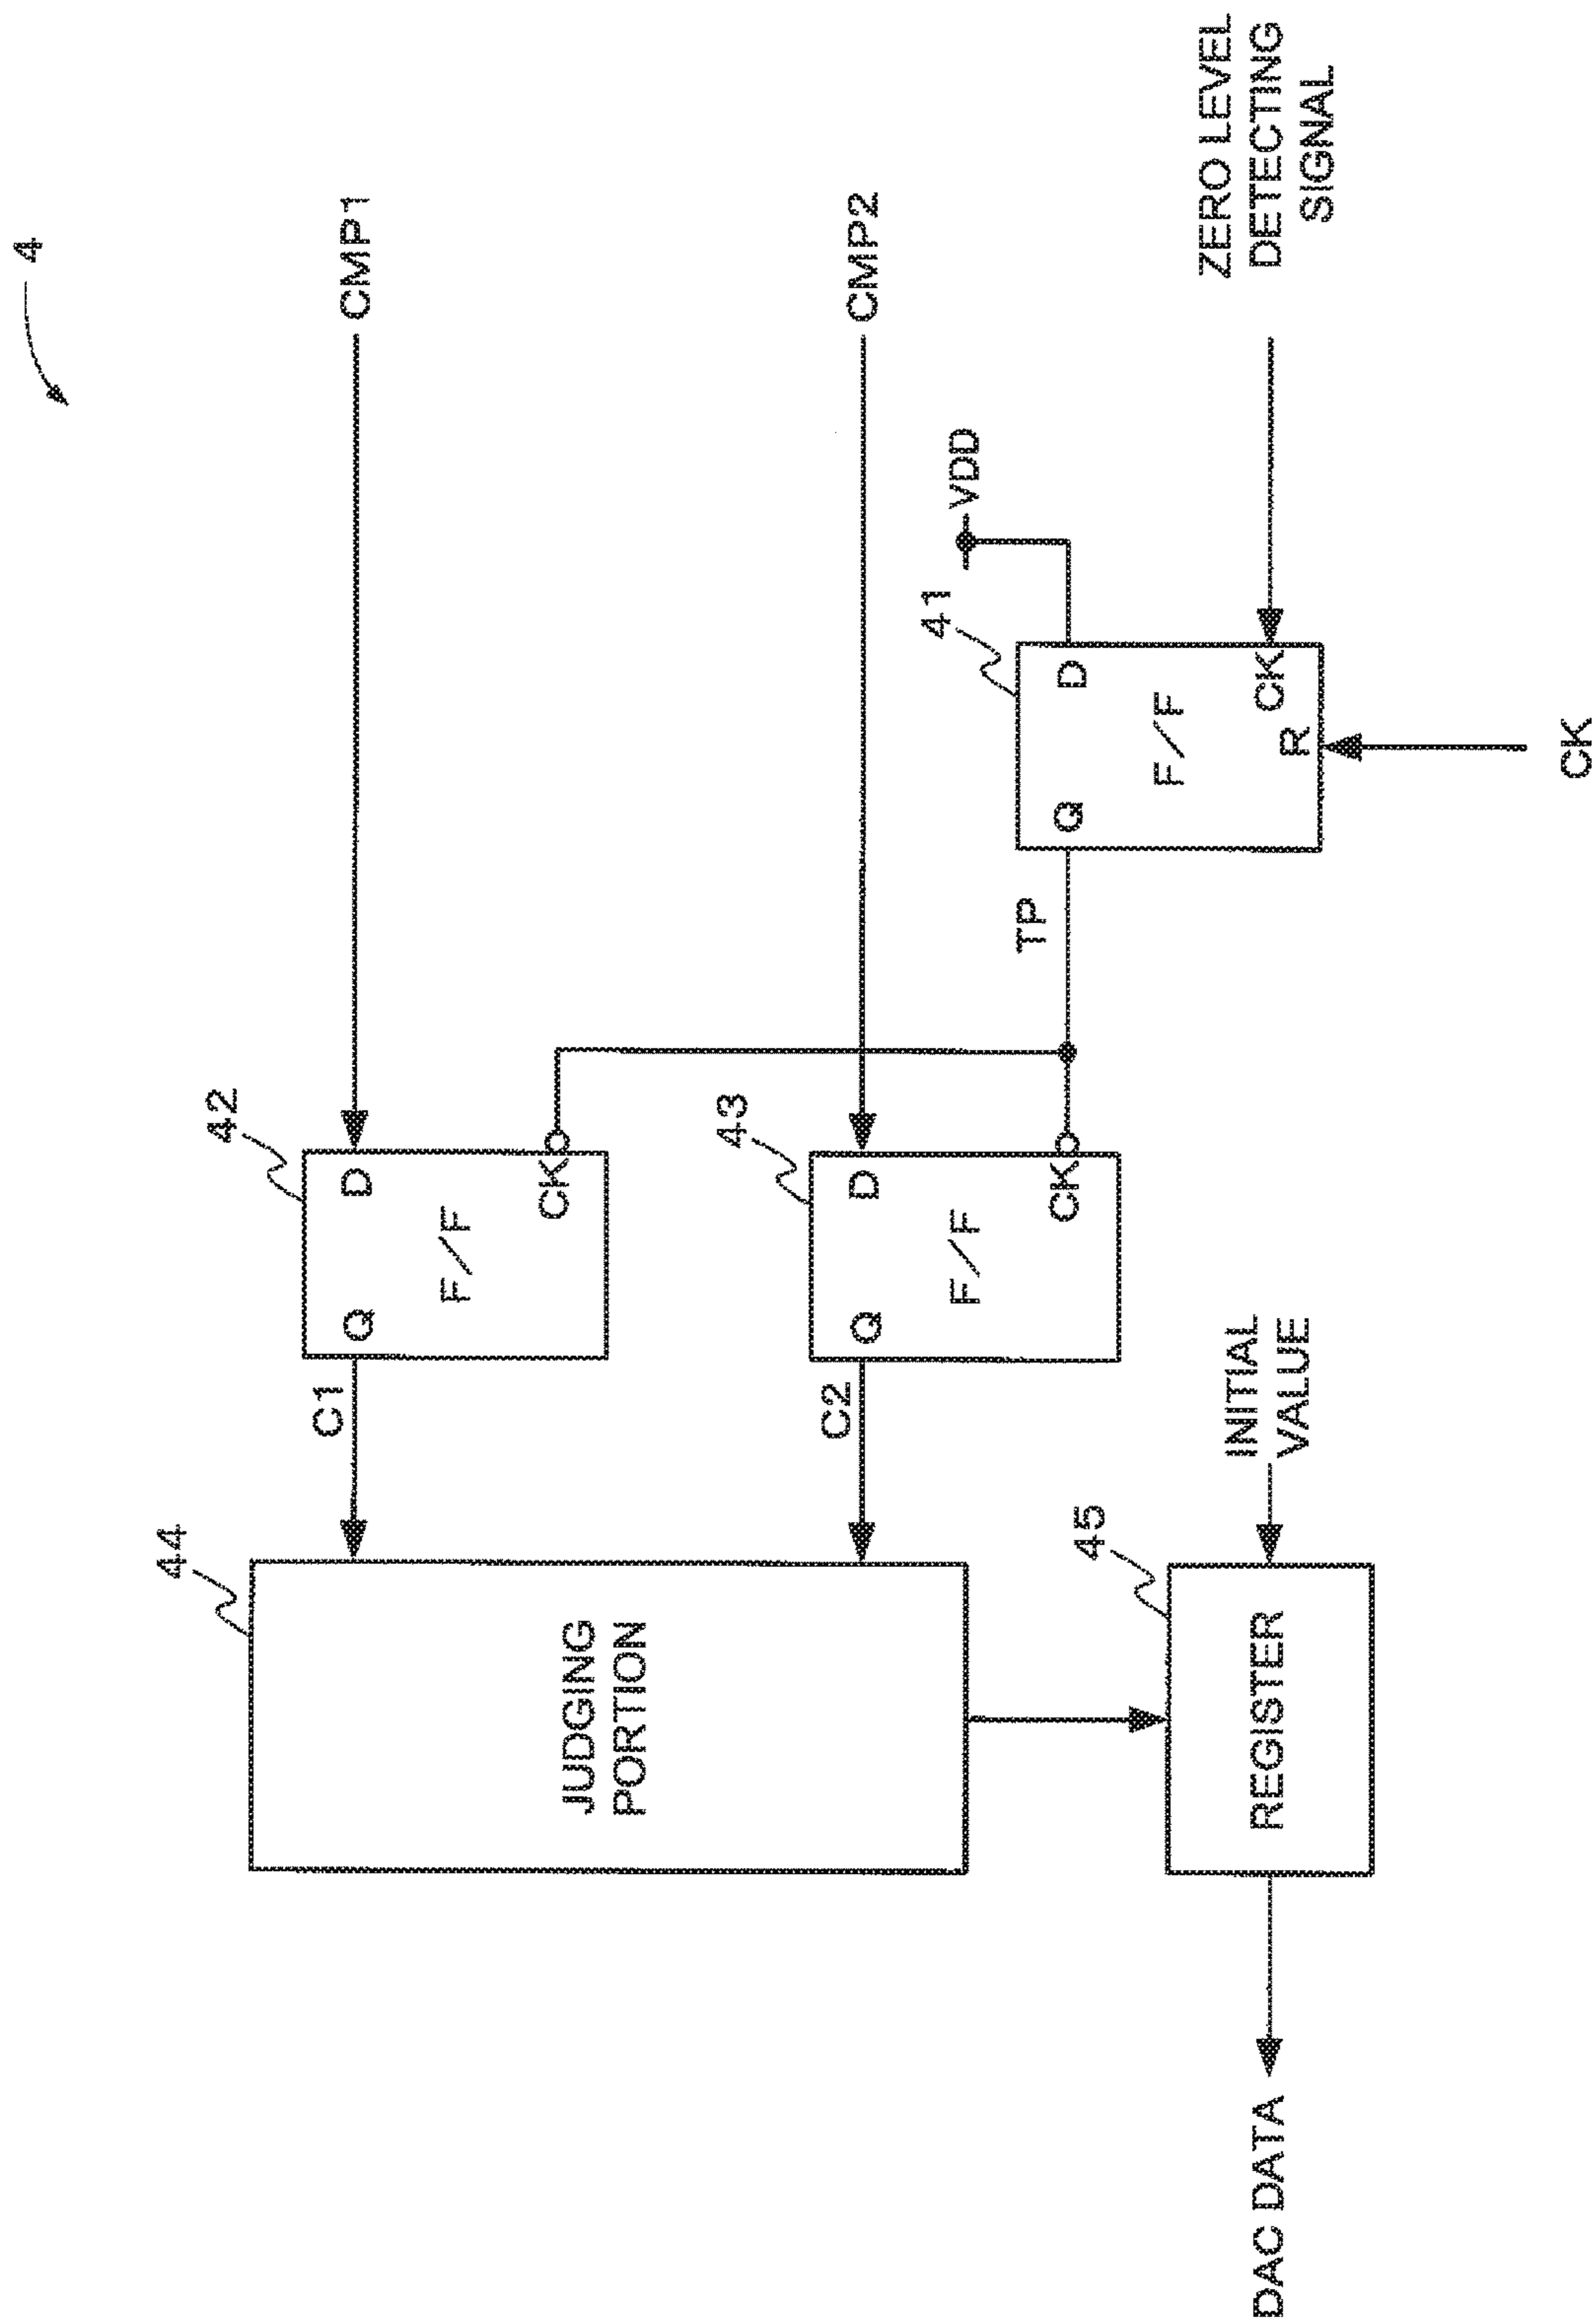 4
CMP1
CMP2
ZERO LEVEL
DETECTING
SIGNAL
VDD
41
D
CK
F/F
R
Q
CK
TP
42
D
CK
F/F
Q
43
D
CK
F/F
Q
C1
C2
INITIAL
VALUE
44
JUDGING
PORTION
45
REGISTER
DAC DATA